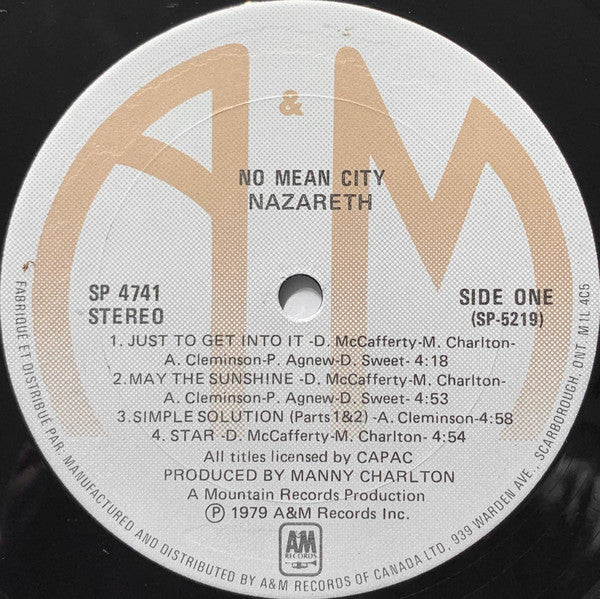 A & M
NO MEAN CITY
NAZARETH
SP 4741
STEREO
SIDE ONE
(SP-5219)
1. JUST TO GET INTO IT -D. McCafferty-M. Charlton-
A. Cleminson-P. Agnew-D. Sweet- 4:18
2. MAY THE SUNSHINE -D. McCafferty-M. Charlton-
A. Cleminson-P. Agnew-D. Sweet- 4:53
3. SIMPLE SOLUTION (Parts 1&2) -A. Cleminson-4:58
4. STAR -D. McCafferty-M. Charlton- 4:54
All titles licensed by CAPAC
PRODUCED BY MANNY CHARLTON
A Mountain Records Production
Ⓟ 1979 A&M Records Inc.
A&M
RECORDS
FABRIQUE ET DISTRIBUE PAR. MANUFACTURED AND DISTRIBUTED BY A&M RECORDS OF CANADA LTD, 939 WARDEN AVE., SCARBOROUGH, ONT. M1L 4C5